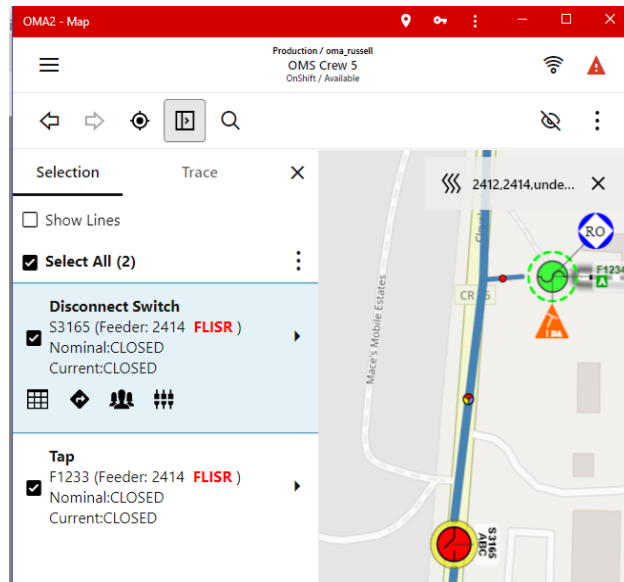 OMA2 - Map
Production / oma_russell
OMS Crew 5
OnShift / Available
Selection
Trace
Show Lines
Select All (2)
Disconnect Switch
S3165 (Feeder: 2414 FLISR )
Nominal:CLOSED
Current:CLOSED
Tap
F1233 (Feeder: 2414 FLISR )
Nominal:CLOSED
Current:CLOSED
2412,2414,unde...
RO
F1234
A
CR
Mace's Mobile Estates
S3165
ABC